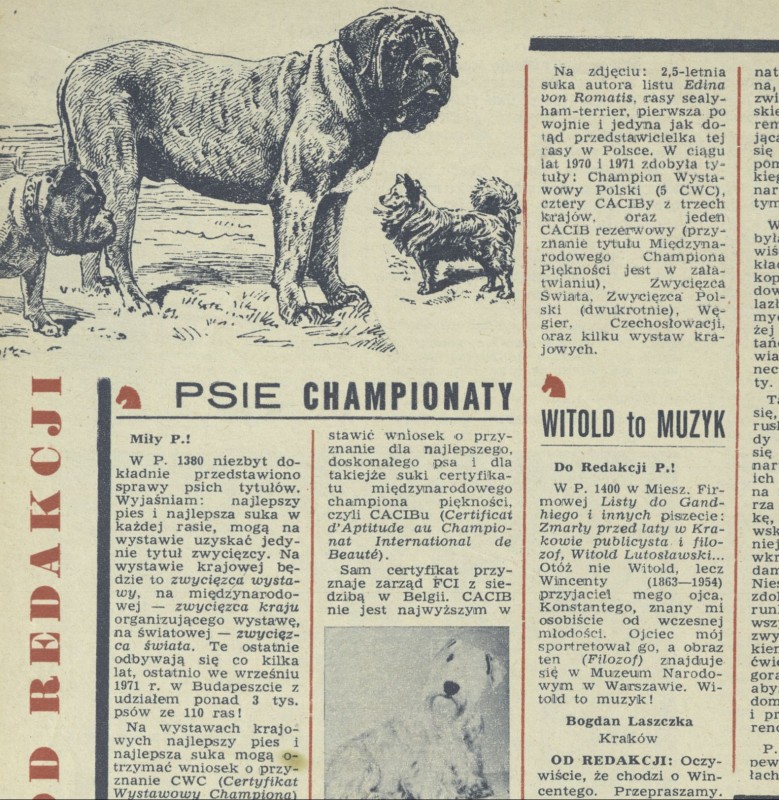 OD REDAKCJI
PSIE CHAMPIONATY
Miły P.!
W P. 1380 niezbyt do-
kładnie przedstawiono
sprawy psich tytułów.
Wyjaśniam: najlepszy
pies i najlepsza suka w
każdej rasie, mogą na
wystawie uzyskać jedy-
nie tytuł zwycięzcy. Na
wystawie krajowej bę-
dzie to zwycięzca wysta-
wy, na międzynarodo-
wej — zwycięzca kraju
organizującego wystawę,
na światowej — zwycięz-
ca świata. Te ostatnie
odbywają się co kilka
lat, ostatnio we wrześniu
1971 r. w Budapeszcie z
udziałem ponad 3 tys.
psów ze 110 ras!
Na wystawach krajo-
wych najlepszy pies i
najlepsza suka mogą o-
trzymać wniosek o przy-
znanie CWC (Certyfikat
Wystawowy Championa)
stawić wniosek o przy-
znanie dla najlepszego,
doskonałego psa i dla
takiejże suki certyfika-
tu międzynarodowego
championa piękności,
czyli CACIBu (Certificat
d'Aptitude au Champio-
nat International de
Beauté).
Sam certyfikat przy-
znaje zarząd FCI z sie-
dzibą w Belgii. CACIB
nie jest najwyższym w
Na zdjęciu: 2,5-letnia
suka autora listu Edina
von Romatis, rasy sealy-
ham-terrier, pierwsza po
wojnie i jedyna jak do-
tąd przedstawicielka tej
rasy w Polsce. W ciągu
lat 1970 i 1971 zdobyła ty-
tuły: Champion Wysta-
wowy Polski (5 CWC),
cztery CACIBy z trzech
krajów, oraz jeden
CACIB rezerwowy (przy-
znanie tytułu Międzyna-
rodowego Championa
Piękności jest w zała-
twianiu), Zwycięzca
Świata, Zwycięzca Pol-
ski (dwukrotnie), Wę-
gier, Czechosłowacji,
oraz kilku wystaw kra-
jowych.
WITOLD to MUZYK
Do Redakcji P.!
W P. 1400 w Miesz. Fir-
mowej Listy do Gand-
hiego i innych piszecie:
Zmarły przed laty w Kra-
kowie publicysta i filo-
zof, Witold Lutosławski...
Otóż nie Witold, lecz
Wincenty (1863—1954)
przyjaciel mego ojca,
Konstantego, znany mi
osobiście od wczesnej
młodości. Ojciec mój
sportretował go, a obraz
ten (Filozof) znajduje
się w Muzeum Narodo-
wym w Warszawie. Wi-
told to muzyk!
Bogdan Laszczka
Kraków
OD REDAKCJI: Oczy-
wiście, że chodzi o Win-
centego. Przepraszamy.